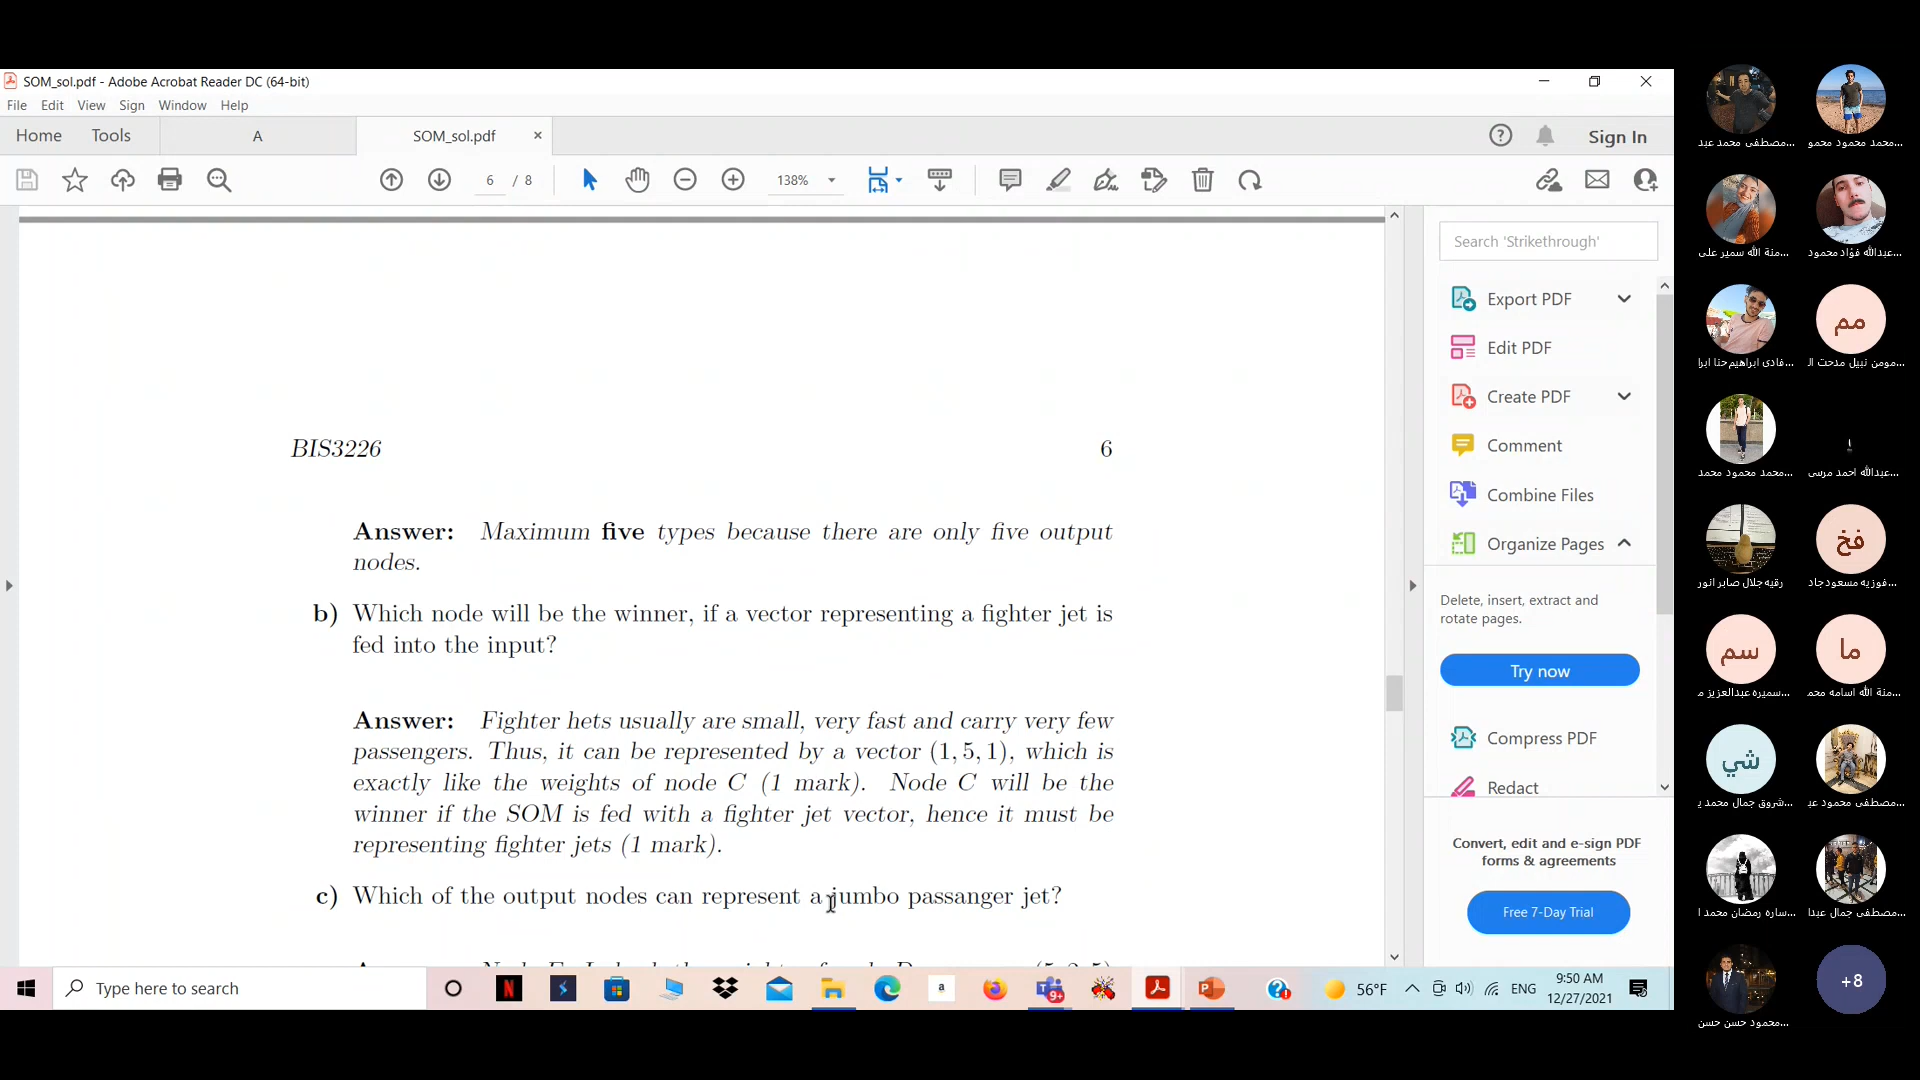 SOM_sol.pdf - Adobe Acrobat Reader DC (64-bit)
File Edit View Sign Window Help
Home Tools A SOM_sol.pdf × Sign In
6 / 8 138%
Search 'Strikethrough'
Export PDF
Edit PDF
Create PDF
Comment
Combine Files
Organize Pages
Delete, insert, extract and
rotate pages.
Try now
Compress PDF
Redact
Convert, edit and e-sign PDF
forms & agreements
Free 7-Day Trial
BIS3226 6
Answer: Maximum five types because there are only five output
nodes.
b) Which node will be the winner, if a vector representing a fighter jet is
fed into the input?
Answer: Fighter hets usually are small, very fast and carry very few
passengers. Thus, it can be represented by a vector (1, 5, 1), which is
exactly like the weights of node C (1 mark). Node C will be the
winner if the SOM is fed with a fighter jet vector, hence it must be
representing fighter jets (1 mark).
c) Which of the output nodes can represent a jumbo passanger jet?
Type here to search
9+
56°F ENG 9:50 AM
12/27/2021
مصطفى محمد عبد...
محمد محمود محمو...
منة الله سمير على...
عبدالله فؤاد محمود...
فادى ابراهيم حنا ابرا...
مم
مومن نبيل مدحت ال...
محمد محمود محمد...
عبدالله احمد مرسى...
رقيه جلال صابر انور
فخ
فوزيه مسعود جاد...
سم
سميره عبدالعزيز م...
ما
منة الله اسامه محم...
شي
شروق جمال محمد ي...
مصطفى محمود عب...
ساره رمضان محمد ا...
مصطفى جمال عبدا...
محمود حسن حسن...
+8